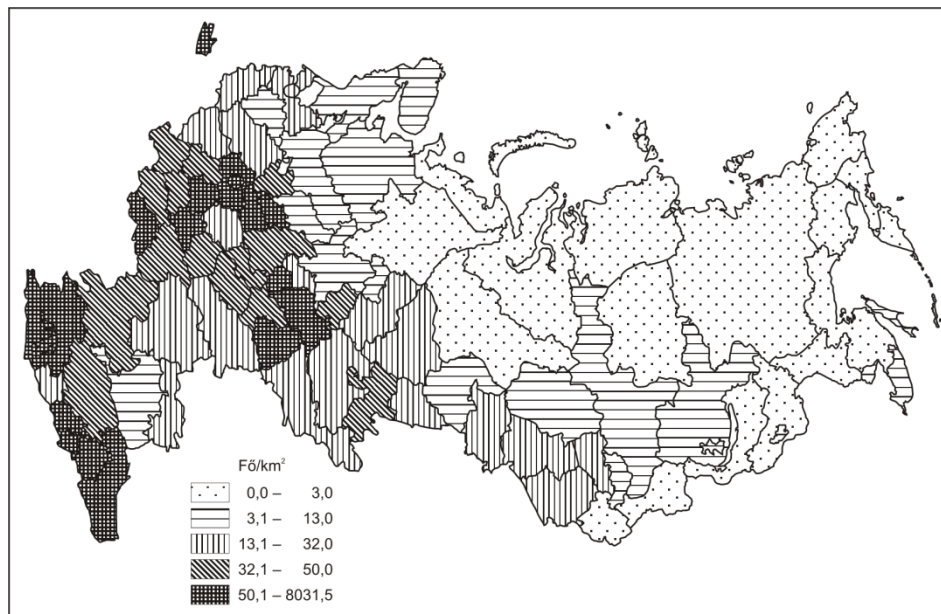 Fő/km²
0,0 – 3,0
3,1 – 13,0
13,1 – 32,0
32,1 – 50,0
50,1 – 8031,5